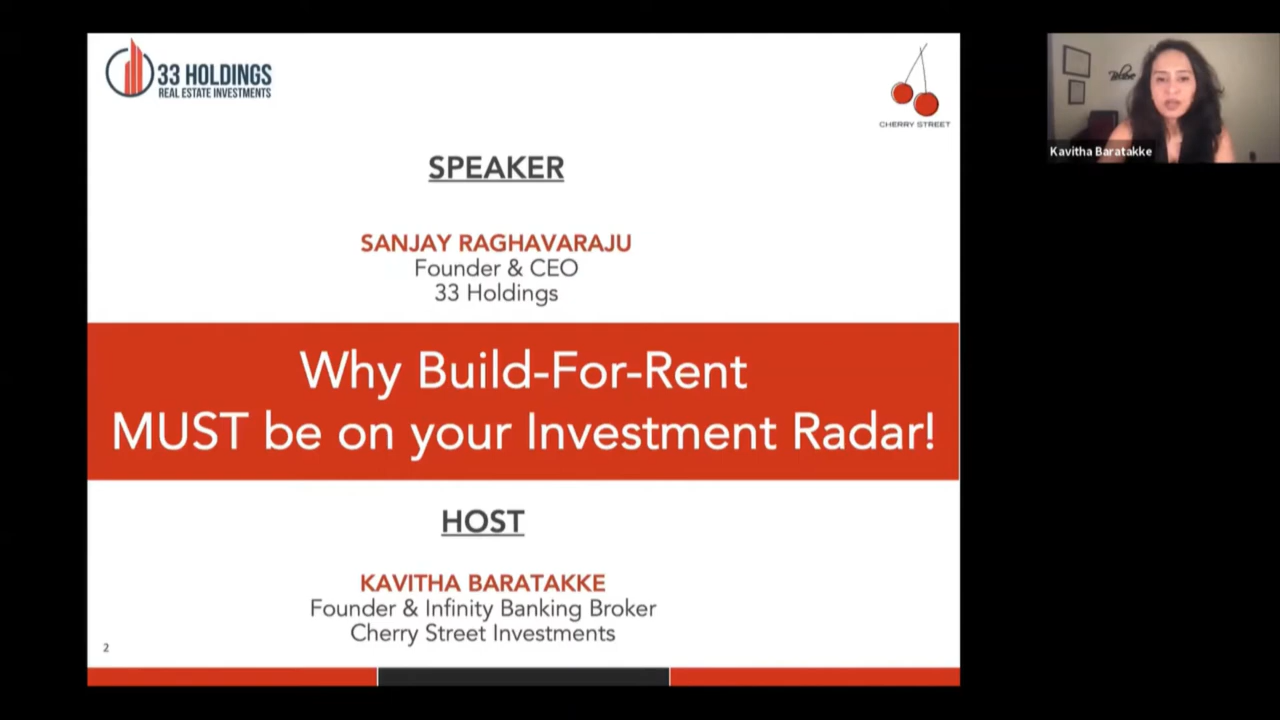 33 HOLDINGS
REAL ESTATE INVESTMENTS
CHERRY STREET
SPEAKER
SANJAY RAGHAVARAJU
Founder & CEO
33 Holdings
Why Build-For-Rent
MUST be on your Investment Radar!
HOST
KAVITHA BARATAKKE
Founder & Infinity Banking Broker
Cherry Street Investments
2
Believe
Kavitha Baratakke